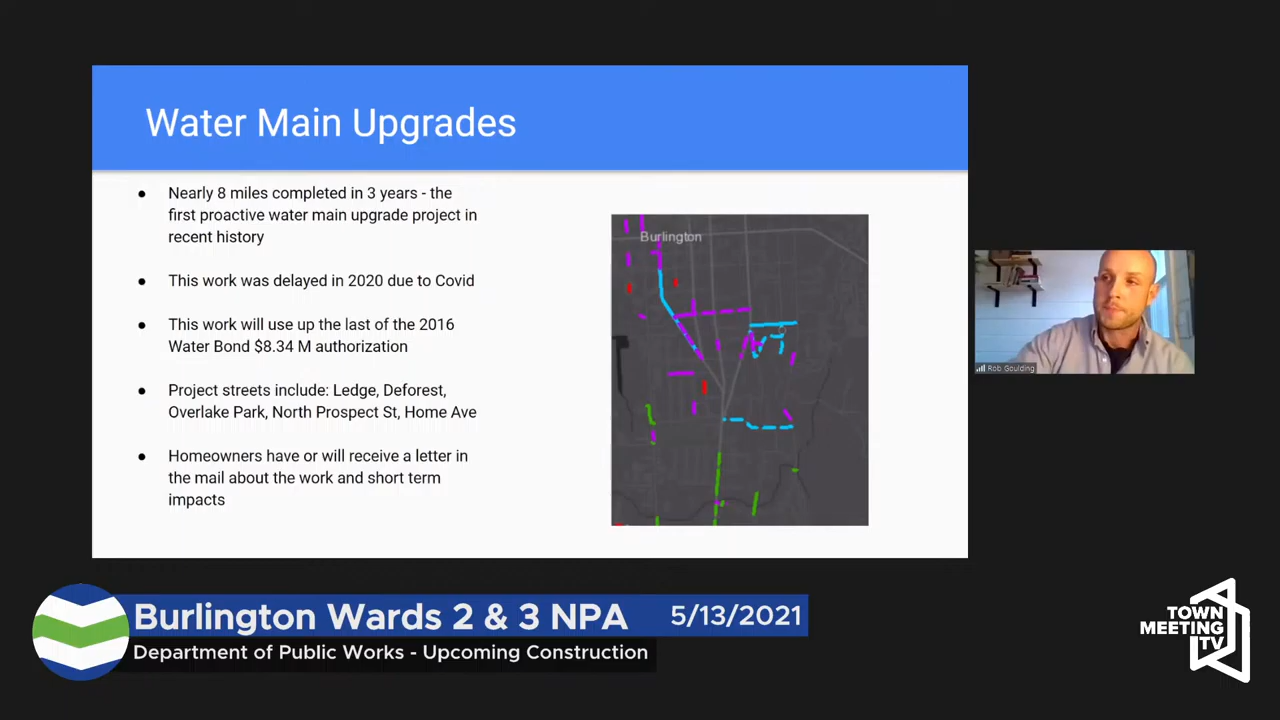 Water Main Upgrades
● Nearly 8 miles completed in 3 years - the
first proactive water main upgrade project in
recent history
● This work was delayed in 2020 due to Covid
● This work will use up the last of the 2016
Water Bond $8.34 M authorization
● Project streets include: Ledge, Deforest,
Overlake Park, North Prospect St, Home Ave
● Homeowners have or will receive a letter in
the mail about the work and short term
impacts
Burlington
Rob Goulding
Burlington Wards 2 & 3 NPA 5/13/2021
Department of Public Works - Upcoming Construction
TOWN
MEETING
TV